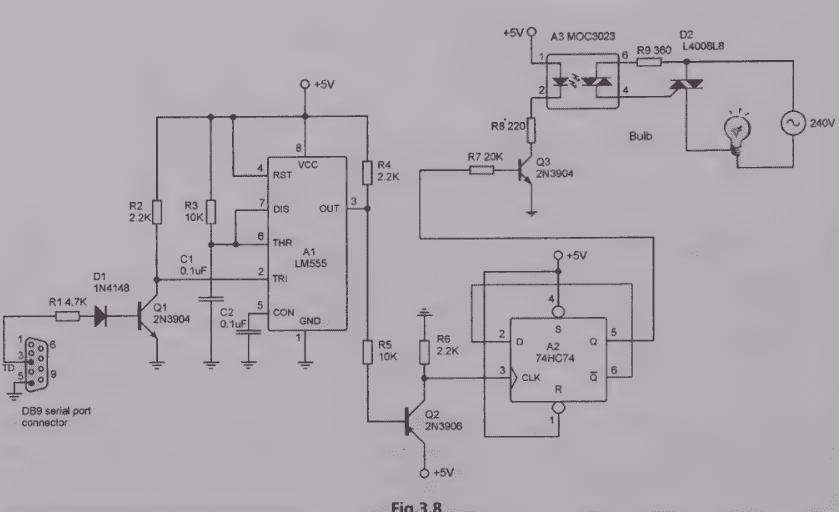 +5V
A3 MOC3023
D2
L4008L8
R9 360
1
6
2
4
R8 220
Bulb
240V
R7 20K
Q3
2N3904
+5V
8
VCC
4
RST
R4
2.2K
R2
2.2K
R3
10K
7
DIS
OUT
3
6
THR
A1
LM555
2
TRI
C1
0.1uF
5
CON
C2
0.1uF
GND
1
D1
1N4148
R1 4.7K
Q1
2N3904
1
6
TD
3
5
9
DB9 serial port
connector
R5
10K
R6
2.2K
Q2
2N3906
+5V
+5V
4
S
2
D
A2
74HC74
Q
5
3
CLK
Q̅
6
R
1
Fig.3.8